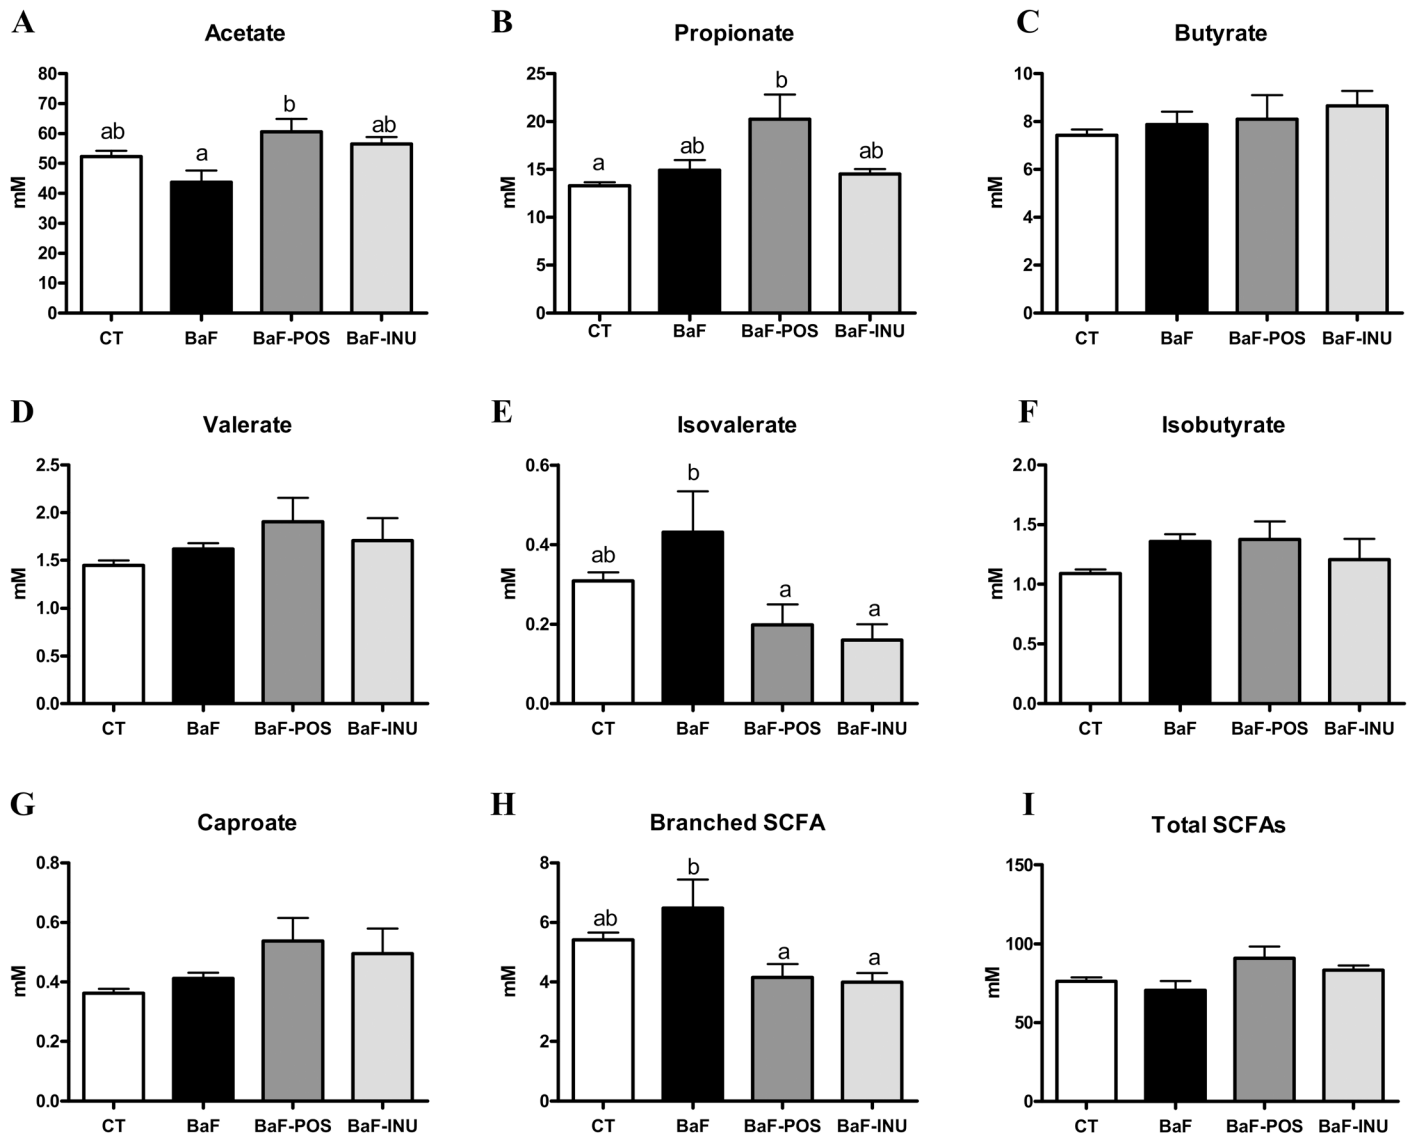 A
Acetate
80
70
60
50
40
30
20
10
0
mM
ab
a
b
ab
CT
BaF
BaF-POS
BaF-INU
B
Propionate
25
20
15
10
5
0
mM
a
ab
b
ab
CT
BaF
BaF-POS
BaF-INU
C
Butyrate
10
8
6
4
2
0
mM
CT
BaF
BaF-POS
BaF-INU
D
Valerate
2.5
2.0
1.5
1.0
0.5
0.0
mM
CT
BaF
BaF-POS
BaF-INU
E
Isovalerate
0.6
0.4
0.2
0.0
mM
ab
b
a
a
CT
BaF
BaF-POS
BaF-INU
F
Isobutyrate
2.0
1.5
1.0
0.5
0.0
mM
CT
BaF
BaF-POS
BaF-INU
G
Caproate
0.8
0.6
0.4
0.2
0.0
mM
CT
BaF
BaF-POS
BaF-INU
H
Branched SCFA
8
6
4
2
0
mM
ab
b
a
a
CT
BaF
BaF-POS
BaF-INU
I
Total SCFAs
150
100
50
0
mM
CT
BaF
BaF-POS
BaF-INU